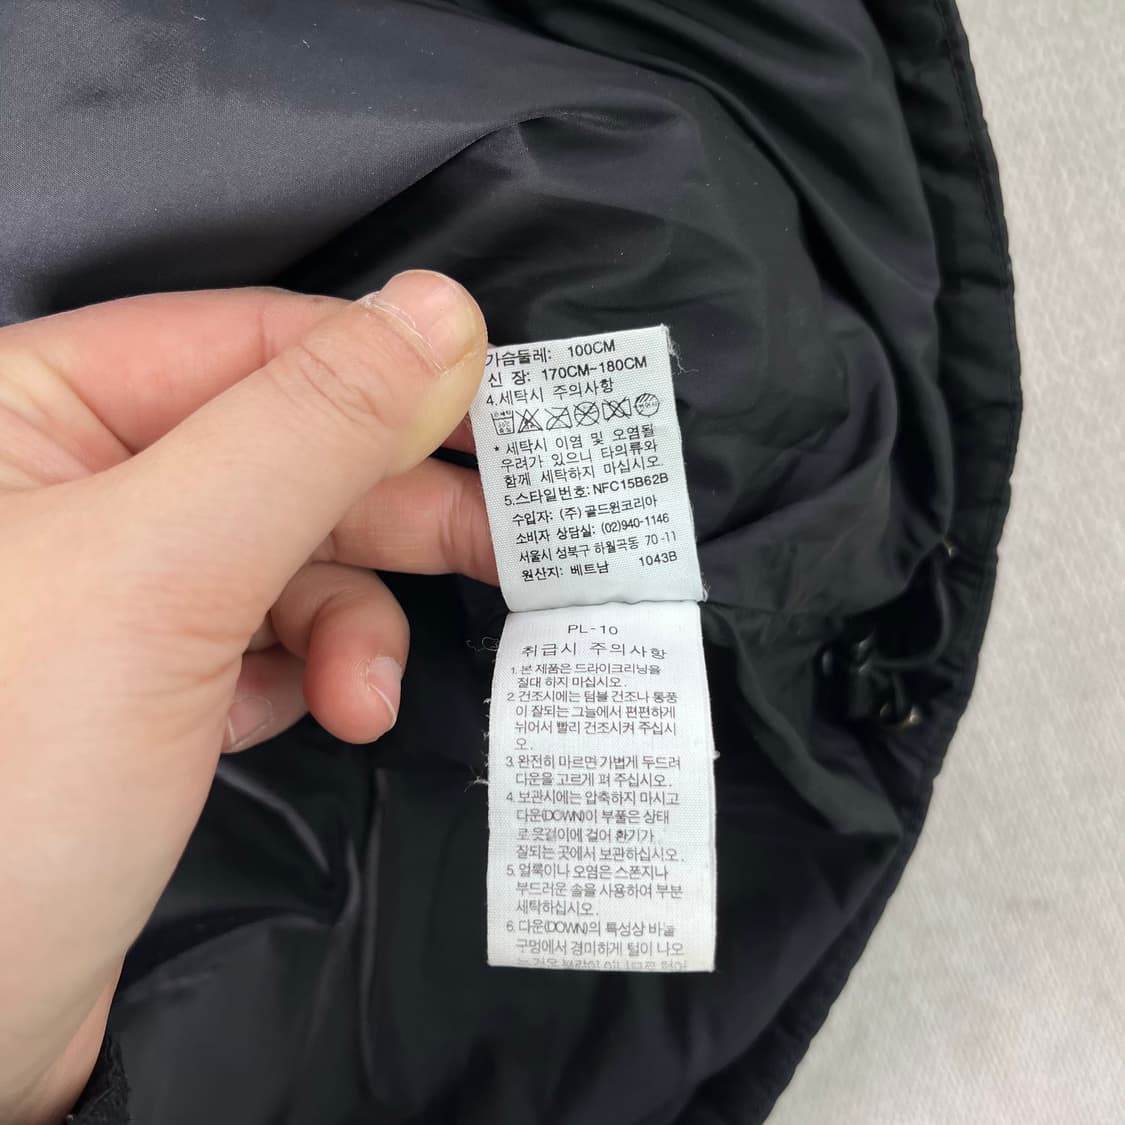 가슴둘레: 100CM
신 장: 170CM~180CM
4.세탁시 주의사항
* 세탁시 이염 및 오염될
우려가 있으니 타의류와
함께 세탁하지 마십시오.
5.스타일번호: NFC15B62B
수입자: (주)골드윈코리아
소비자 상담실: (02)940-1146
서울시 성북구 하월곡동 70-11
원산지: 베트남 1043B
PL-10
취급시 주의사항
1. 본 제품은 드라이크리닝을
절대 하지 마십시오.
2. 건조시에는 텀블 건조나 통풍
이 잘되는 그늘에서 편편하게
뉘어서 빨리 건조시켜 주십시
오.
3. 완전히 마르면 가볍게 두드려
다운을 고르게 펴 주십시오.
4. 보관시에는 압축하지 마시고
다운(DOWN)이 부풀은 상태
로 옷걸이에 걸어 환기가
잘되는 곳에서 보관하십시오.
5. 얼룩이나 오염은 스폰지나
부드러운 솔을 사용하여 부분
세탁하십시오.
6. 다운(DOWN)의 특성상 바늘
구멍에서 경미하게 털이 나오